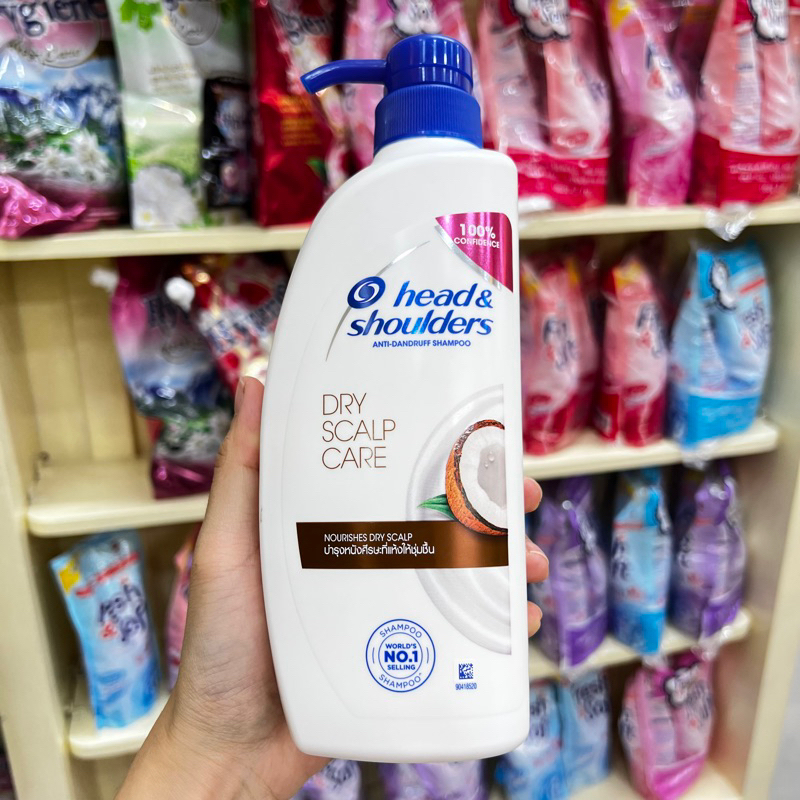 100%
CONFIDENCE
head &
shoulders
ANTI-DANDRUFF SHAMPOO
DRY
SCALP
CARE
NOURISHES DRY SCALP
บำรุงหนังศีรษะที่แห้งให้ชุ่มชื้น
SHAMPOO
WORLD'S
NO.1
SELLING
SHAMPOO*
90418520